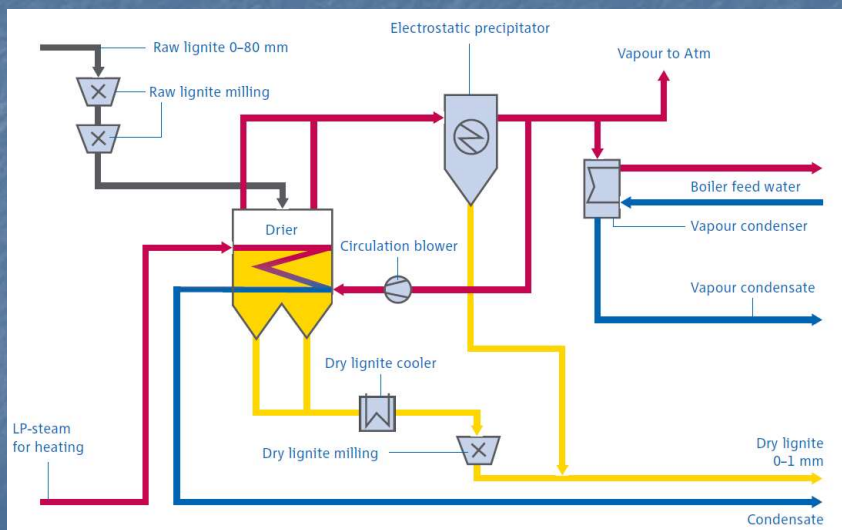 Electrostatic precipitator
Raw lignite 0–80 mm
Vapour to Atm
Raw lignite milling
Boiler feed water
Drier
Vapour condenser
Circulation blower
Vapour condensate
Dry lignite cooler
LP-steam
for heating
Dry lignite milling
Dry lignite
0–1 mm
Condensate